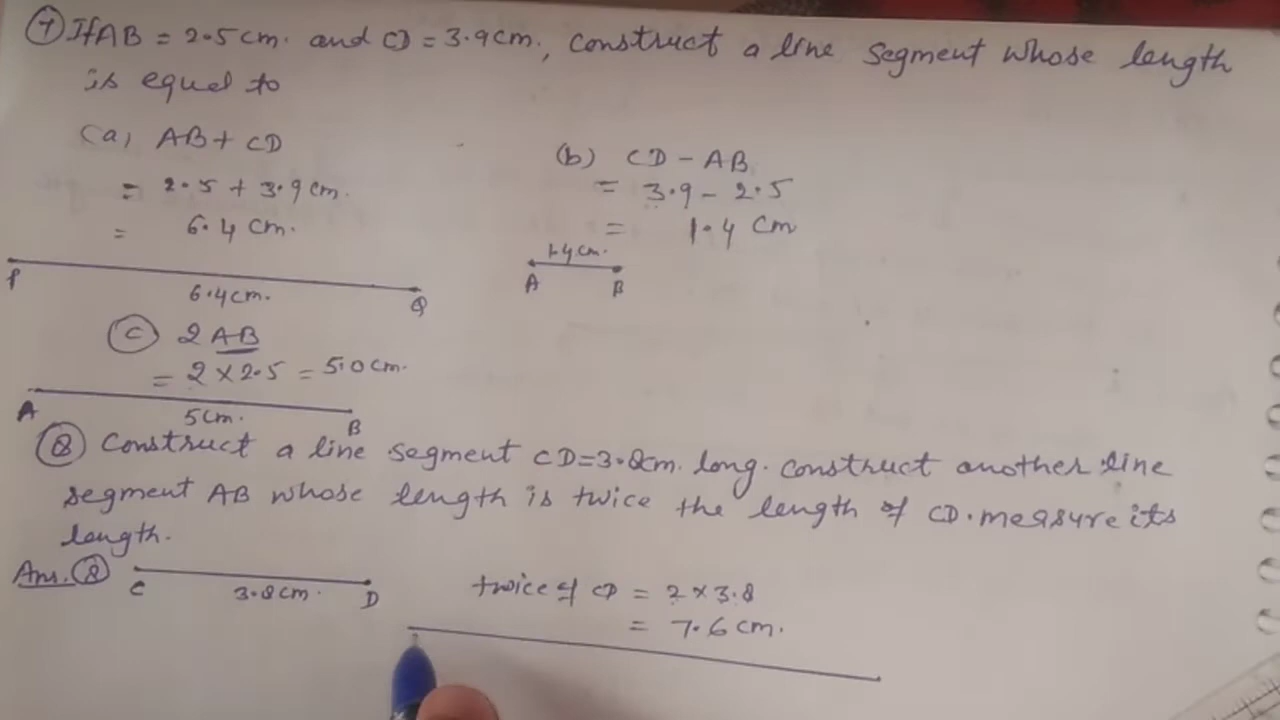 7 If AB = 2.5 cm. and CD = 3.9 cm., construct a line segment whose length
is equal to
(a) AB + CD
= 2.5 + 3.9 cm.
= 6.4 cm.
P Q
6.4 cm.
(b) CD - AB
= 3.9 - 2.5
= 1.4 cm
1.4 cm.
A B
C 2 AB
= 2 × 2.5 = 5.0 cm.
A B
5 cm.
8 Construct a line segment CD=3.8cm. long. construct another line
segment AB whose length is twice the length of CD. measure its
length.
Ans. 8
C D
3.8 cm.
twice of CD = 2 × 3.8
= 7.6 cm.